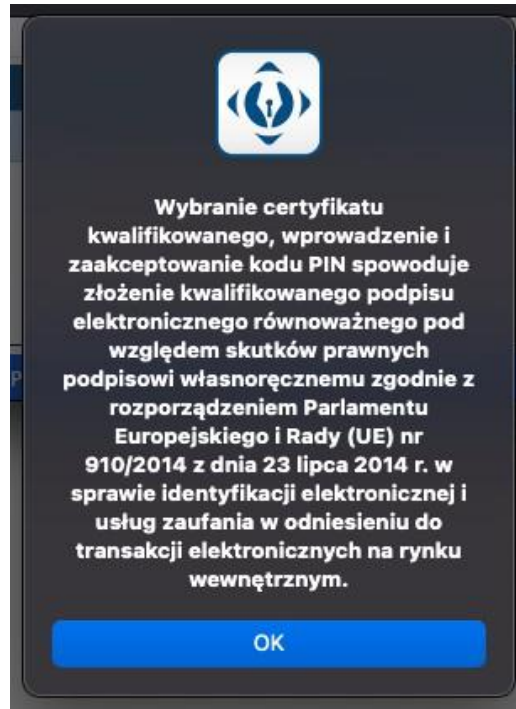 Wybranie certyfikatu
kwalifikowanego, wprowadzenie i
zaakceptowanie kodu PIN spowoduje
złożenie kwalifikowanego podpisu
elektronicznego równoważnego pod
względem skutków prawnych
podpisowi własnoręcznemu zgodnie z
rozporządzeniem Parlamentu
Europejskiego i Rady (UE) nr
910/2014 z dnia 23 lipca 2014 r. w
sprawie identyfikacji elektronicznej i
usług zaufania w odniesieniu do
transakcji elektronicznych na rynku
wewnętrznym.
OK